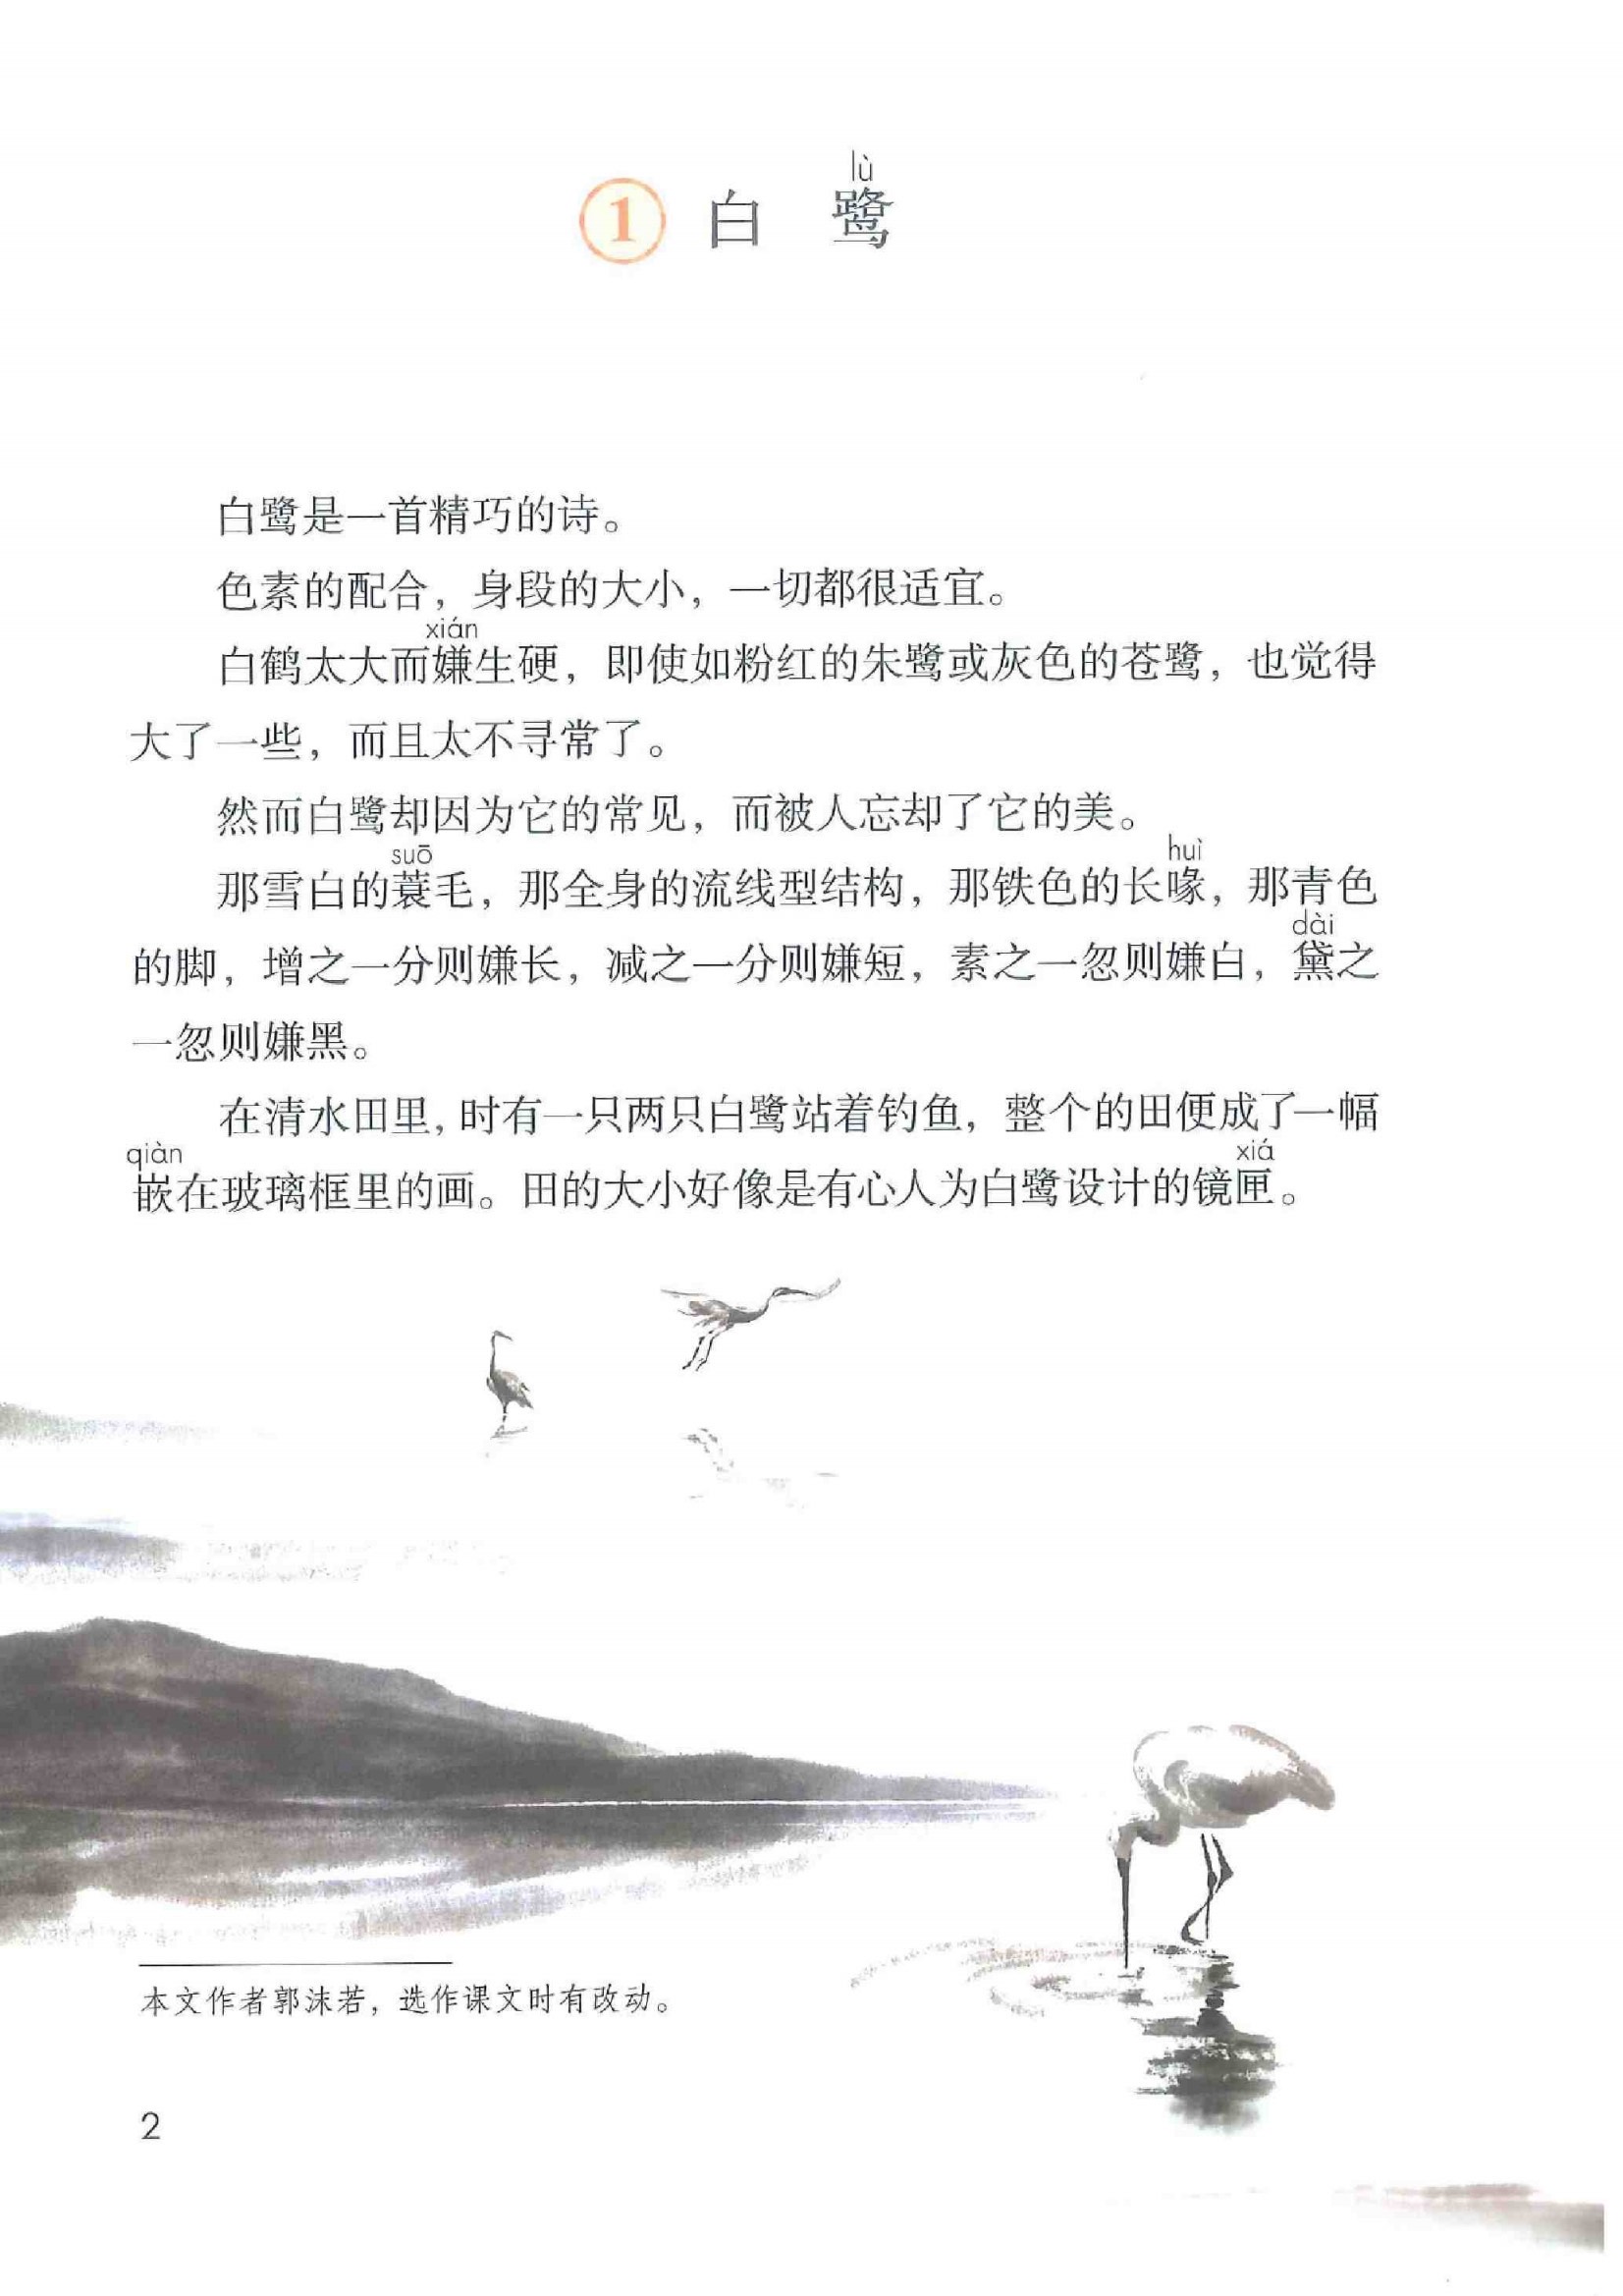 1 白鹭
lù
白鹭是一首精巧的诗。
色素的配合，身段的大小，一切都很适宜。
xián
白鹤太大而嫌生硬，即使如粉红的朱鹭或灰色的苍鹭，也觉得
大了一些，而且太不寻常了。
然而白鹭却因为它的常见，而被人忘却了它的美。
suō huì
那雪白的蓑毛，那全身的流线型结构，那铁色的长喙，那青色
dài
的脚，增之一分则嫌长，减之一分则嫌短，素之一忽则嫌白，黛之
一忽则嫌黑。
在清水田里，时有一只两只白鹭站着钓鱼，整个的田便成了一幅
qiàn xiá
嵌在玻璃框里的画。田的大小好像是有心人为白鹭设计的镜匣。
本文作者郭沫若，选作课文时有改动。
2